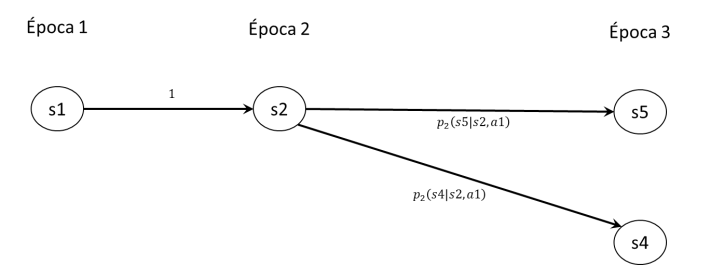 Época 1
Época 2
Época 3
s1
1
s2
s5
p₂(s5|s2,a1)
p₂(s4|s2,a1)
s4